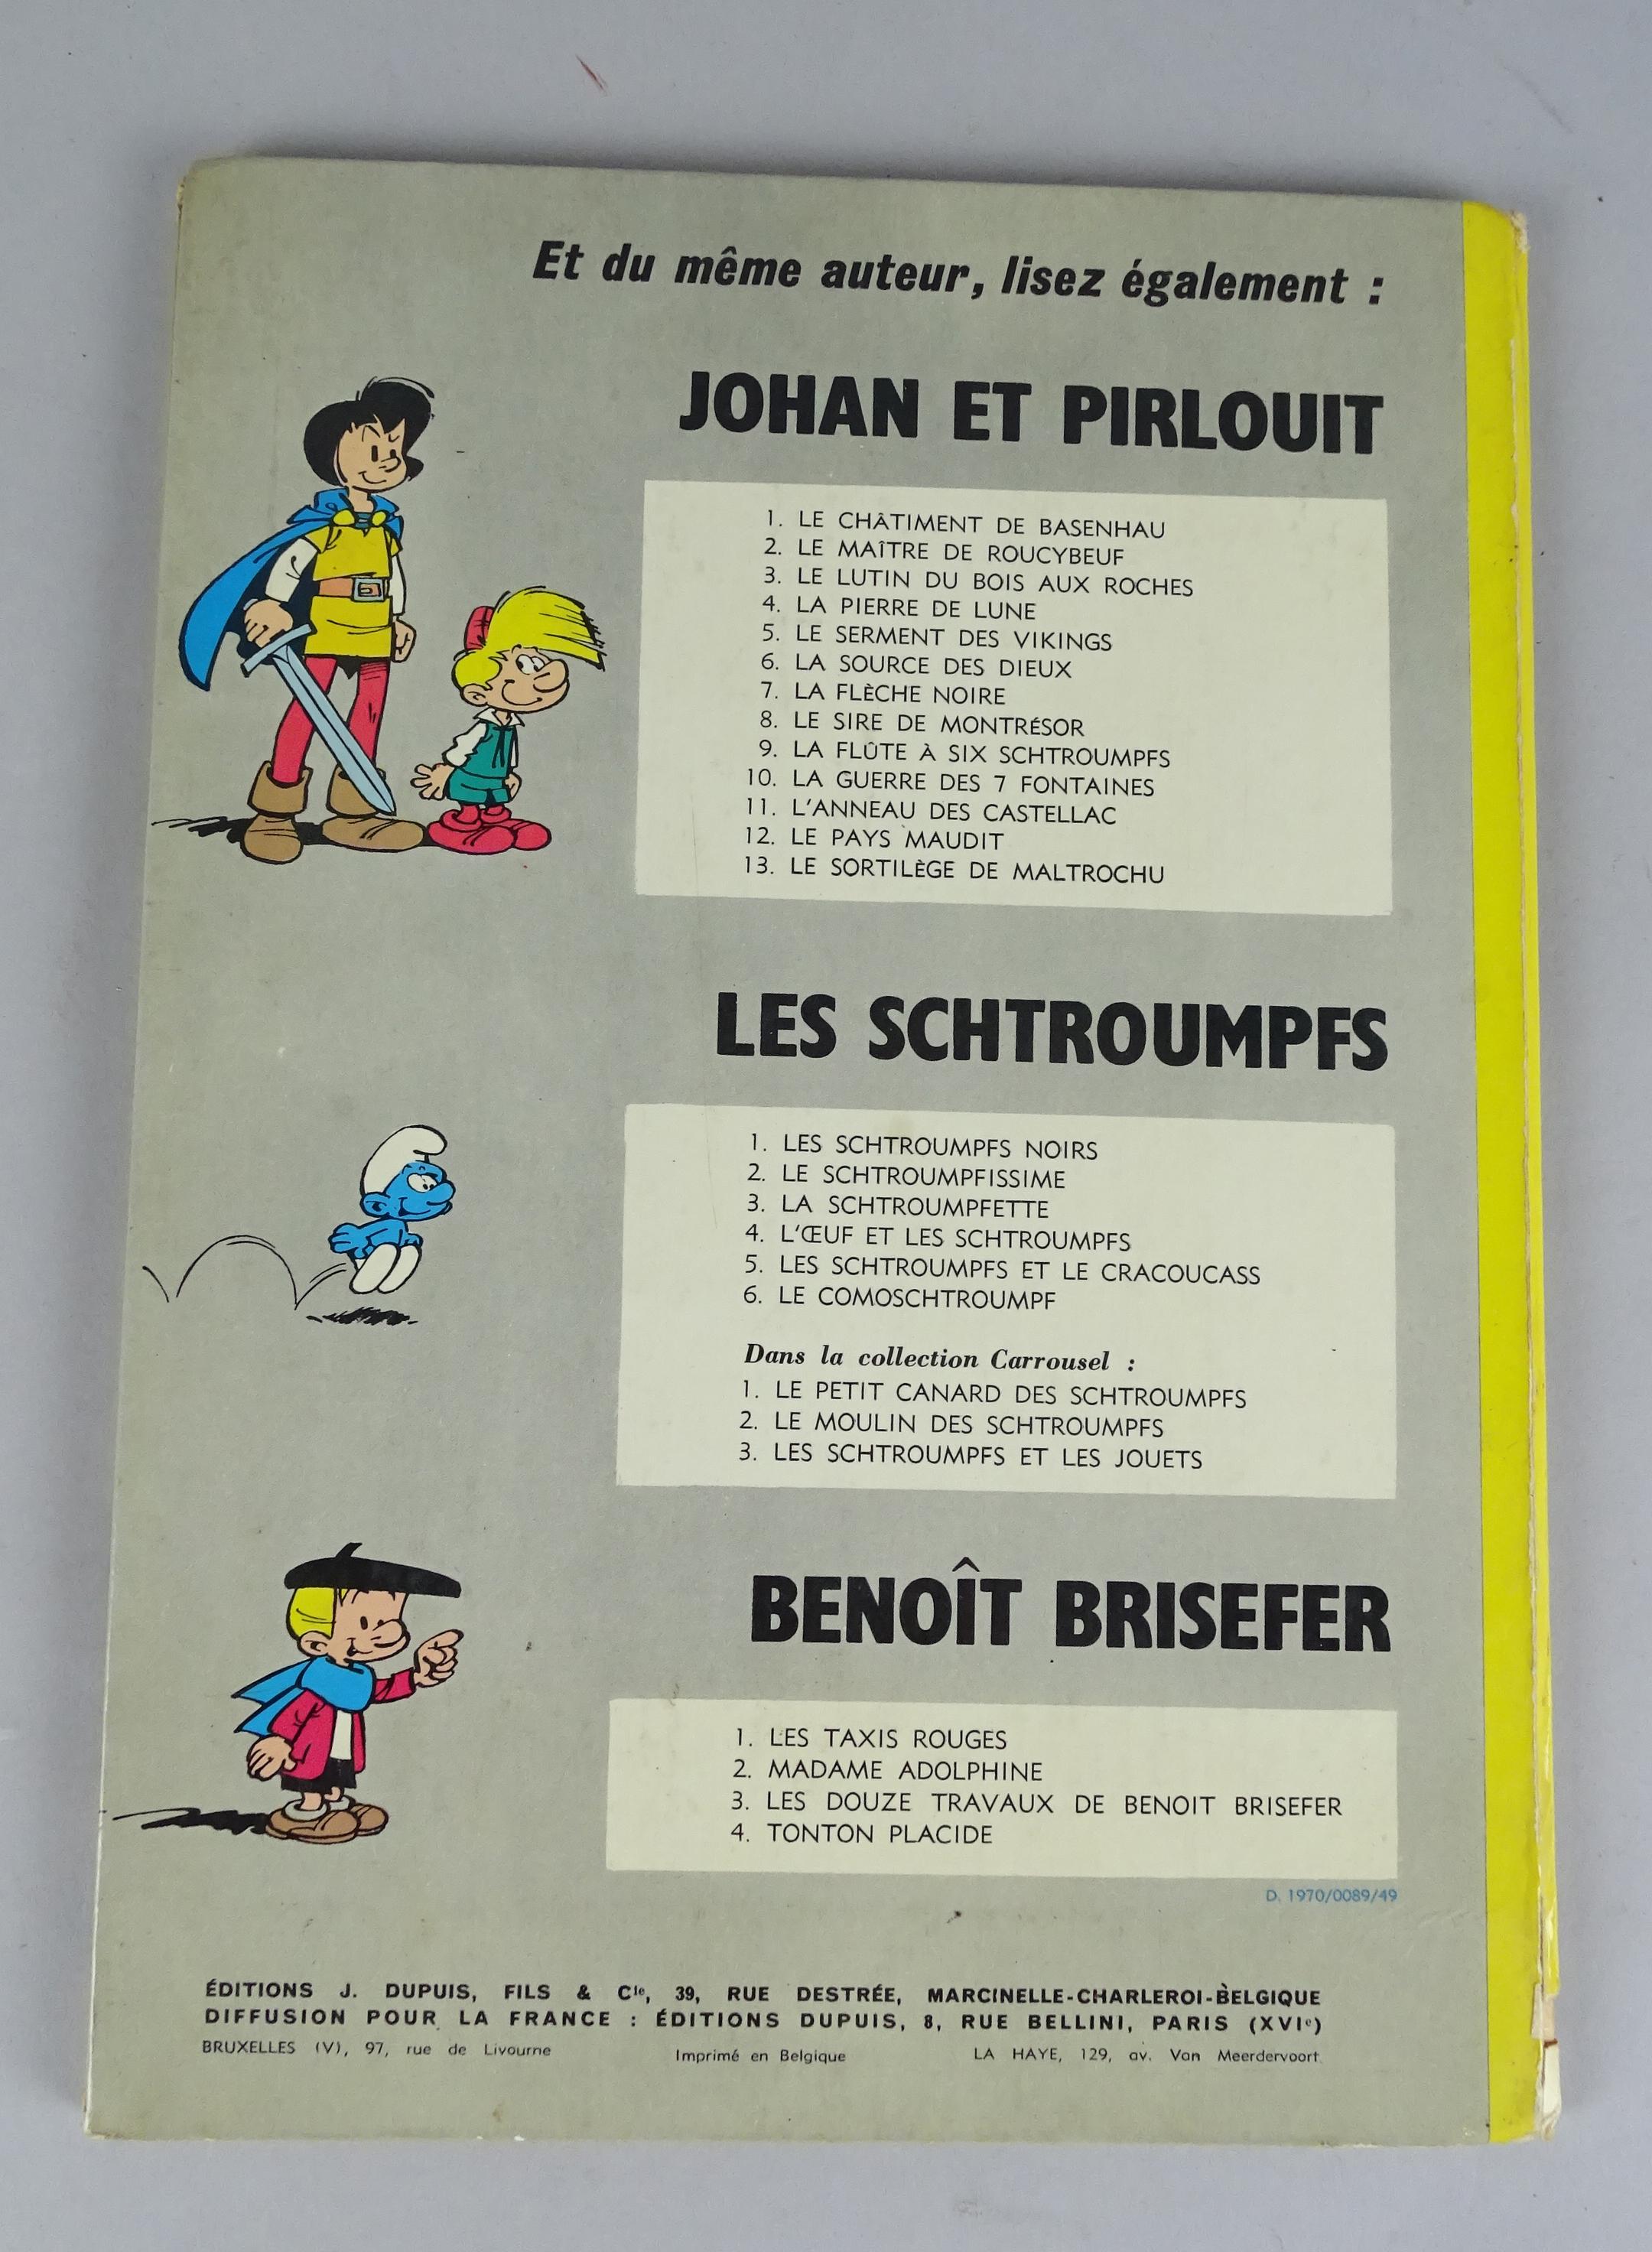 Et du même auteur, lisez également :
JOHAN ET PIRLOUIT
1. LE CHÂTIMENT DE BASENHAU
2. LE MAÎTRE DE ROUCYBEUF
3. LE LUTIN DU BOIS AUX ROCHES
4. LA PIERRE DE LUNE
5. LE SERMENT DES VIKINGS
6. LA SOURCE DES DIEUX
7. LA FLÈCHE NOIRE
8. LE SIRE DE MONTRÉSOR
9. LA FLÛTE À SIX SCHTROUMPFS
10. LA GUERRE DES 7 FONTAINES
11. L'ANNEAU DES CASTELLAC
12. LE PAYS MAUDIT
13. LE SORTILÈGE DE MALTROCHU
LES SCHTROUMPFS
1. LES SCHTROUMPFS NOIRS
2. LE SCHTROUMPFISSIME
3. LA SCHTROUMPFETTE
4. L'ŒUF ET LES SCHTROUMPFS
5. LES SCHTROUMPFS ET LE CRACOUCASS
6. LE COMOSCHTROUMPF
Dans la collection Carrousel :
1. LE PETIT CANARD DES SCHTROUMPFS
2. LE MOULIN DES SCHTROUMPFS
3. LES SCHTROUMPFS ET LES JOUETS
BENOÎT BRISEFER
1. LES TAXIS ROUGES
2. MADAME ADOLPHINE
3. LES DOUZE TRAVAUX DE BENOIT BRISEFER
4. TONTON PLACIDE
D. 1970/0089/49
ÉDITIONS J. DUPUIS, FILS & Cie, 39, RUE DESTRÉE, MARCINELLE-CHARLEROI-BELGIQUE
DIFFUSION POUR LA FRANCE : ÉDITIONS DUPUIS, 8, RUE BELLINI, PARIS (XVIe)
BRUXELLES (V), 97, rue de Livourne Imprimé en Belgique LA HAYE, 129, av. Van Meerdervoort